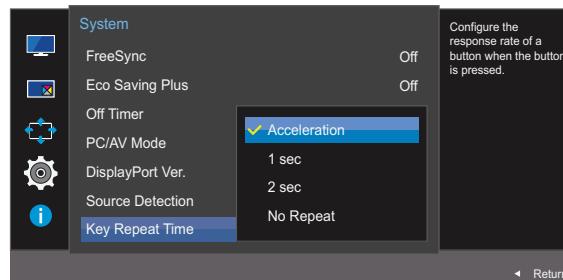 System
FreeSync Off
Eco Saving Plus Off
Off Timer
PC/AV Mode
DisplayPort Ver.
Source Detection
Key Repeat Time
Acceleration
1 sec
2 sec
No Repeat
Configure the
response rate of a
button when the button
is pressed.
Return